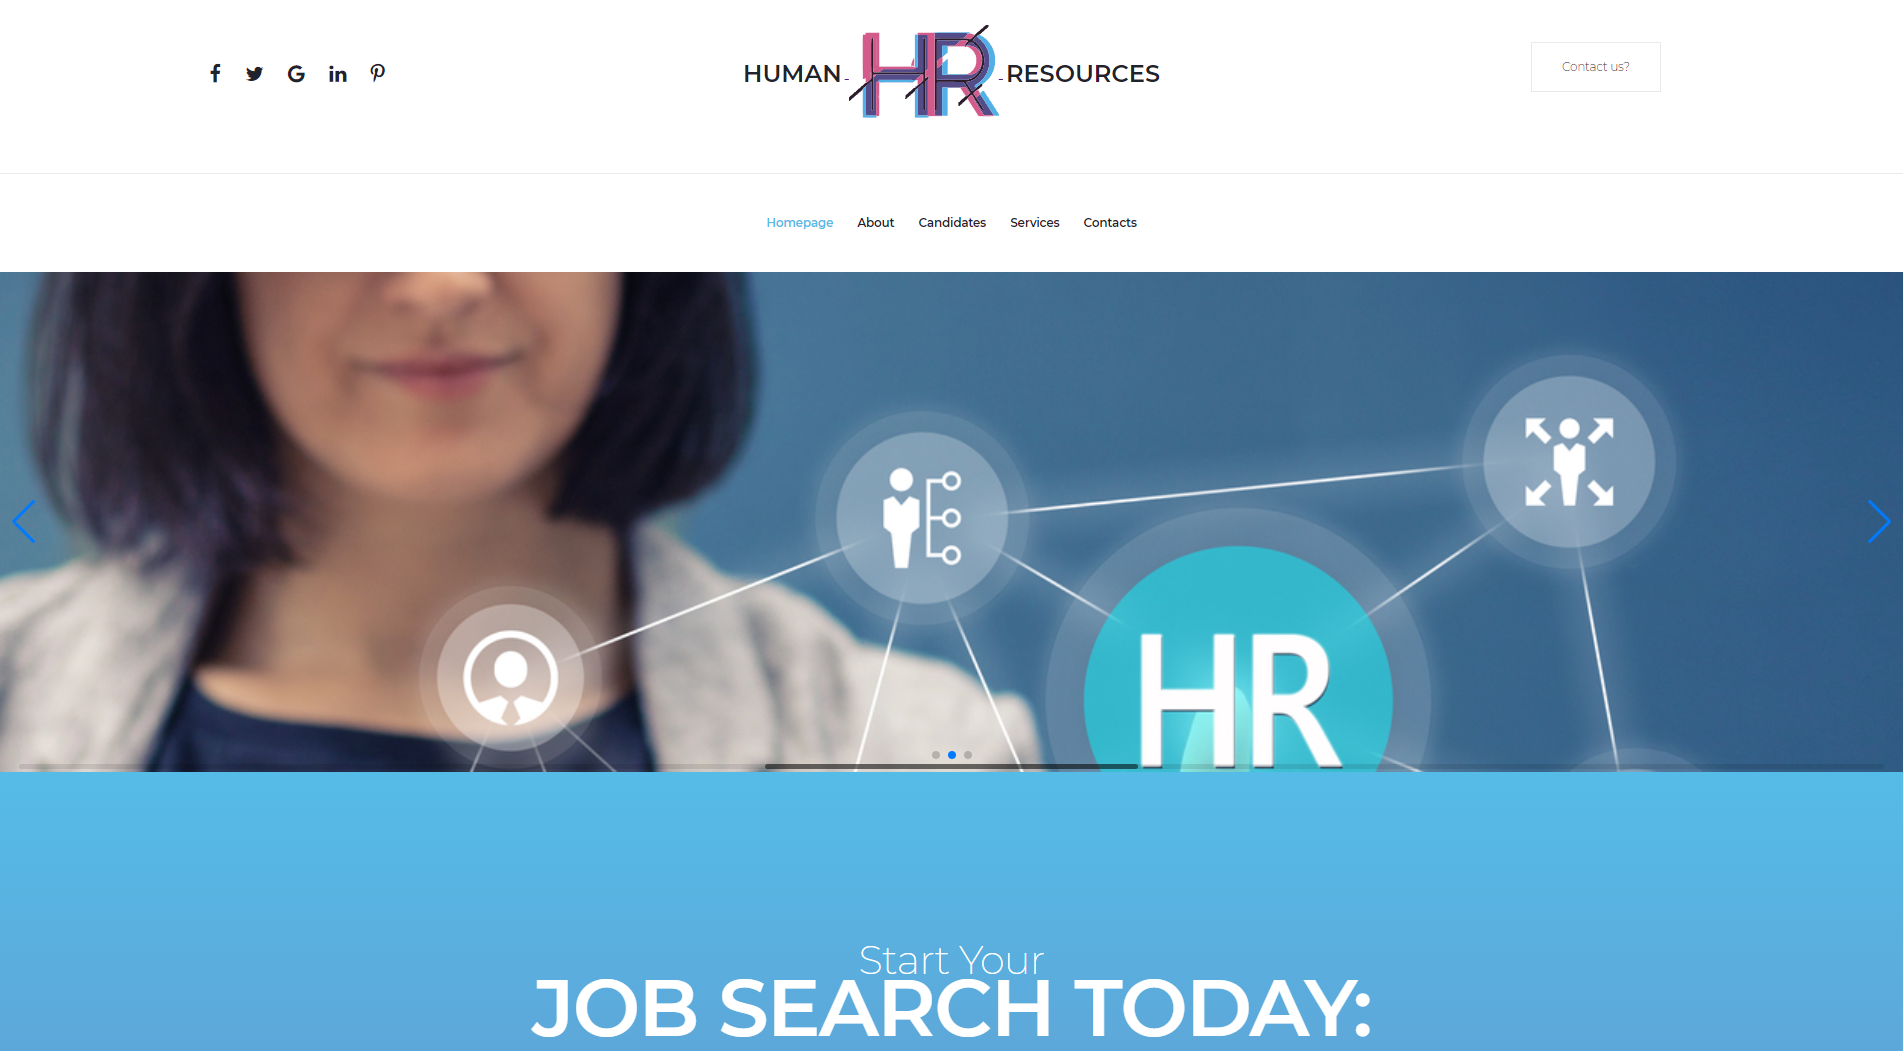 HUMAN HR RESOURCES
Contact us?
Homepage About Candidates Services Contacts
HR
Start Your
JOB SEARCH TODAY: